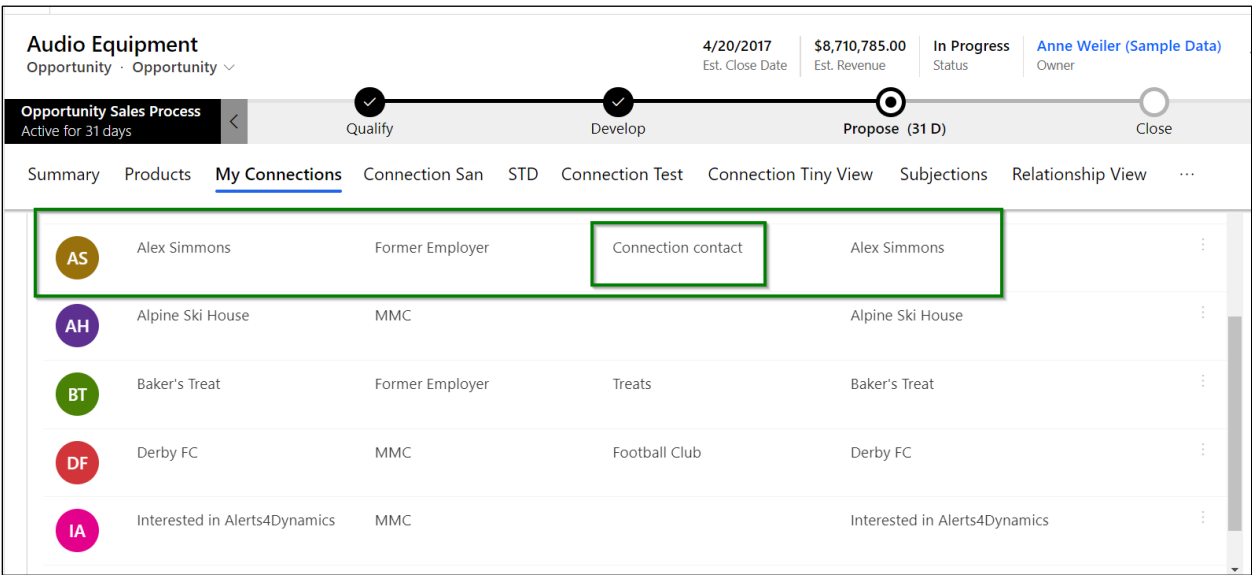 Audio Equipment
Opportunity · Opportunity
4/20/2017
Est. Close Date
$8,710,785.00
Est. Revenue
In Progress
Status
Anne Weiler (Sample Data)
Owner
Opportunity Sales Process
Active for 31 days
Qualify
Develop
Propose (31 D)
Close
Summary Products My Connections Connection San STD Connection Test Connection Tiny View Subjections Relationship View ...
AS Alex Simmons Former Employer Connection contact Alex Simmons
AH Alpine Ski House MMC Alpine Ski House
BT Baker's Treat Former Employer Treats Baker's Treat
DF Derby FC MMC Football Club Derby FC
IA Interested in Alerts4Dynamics MMC Interested in Alerts4Dynamics